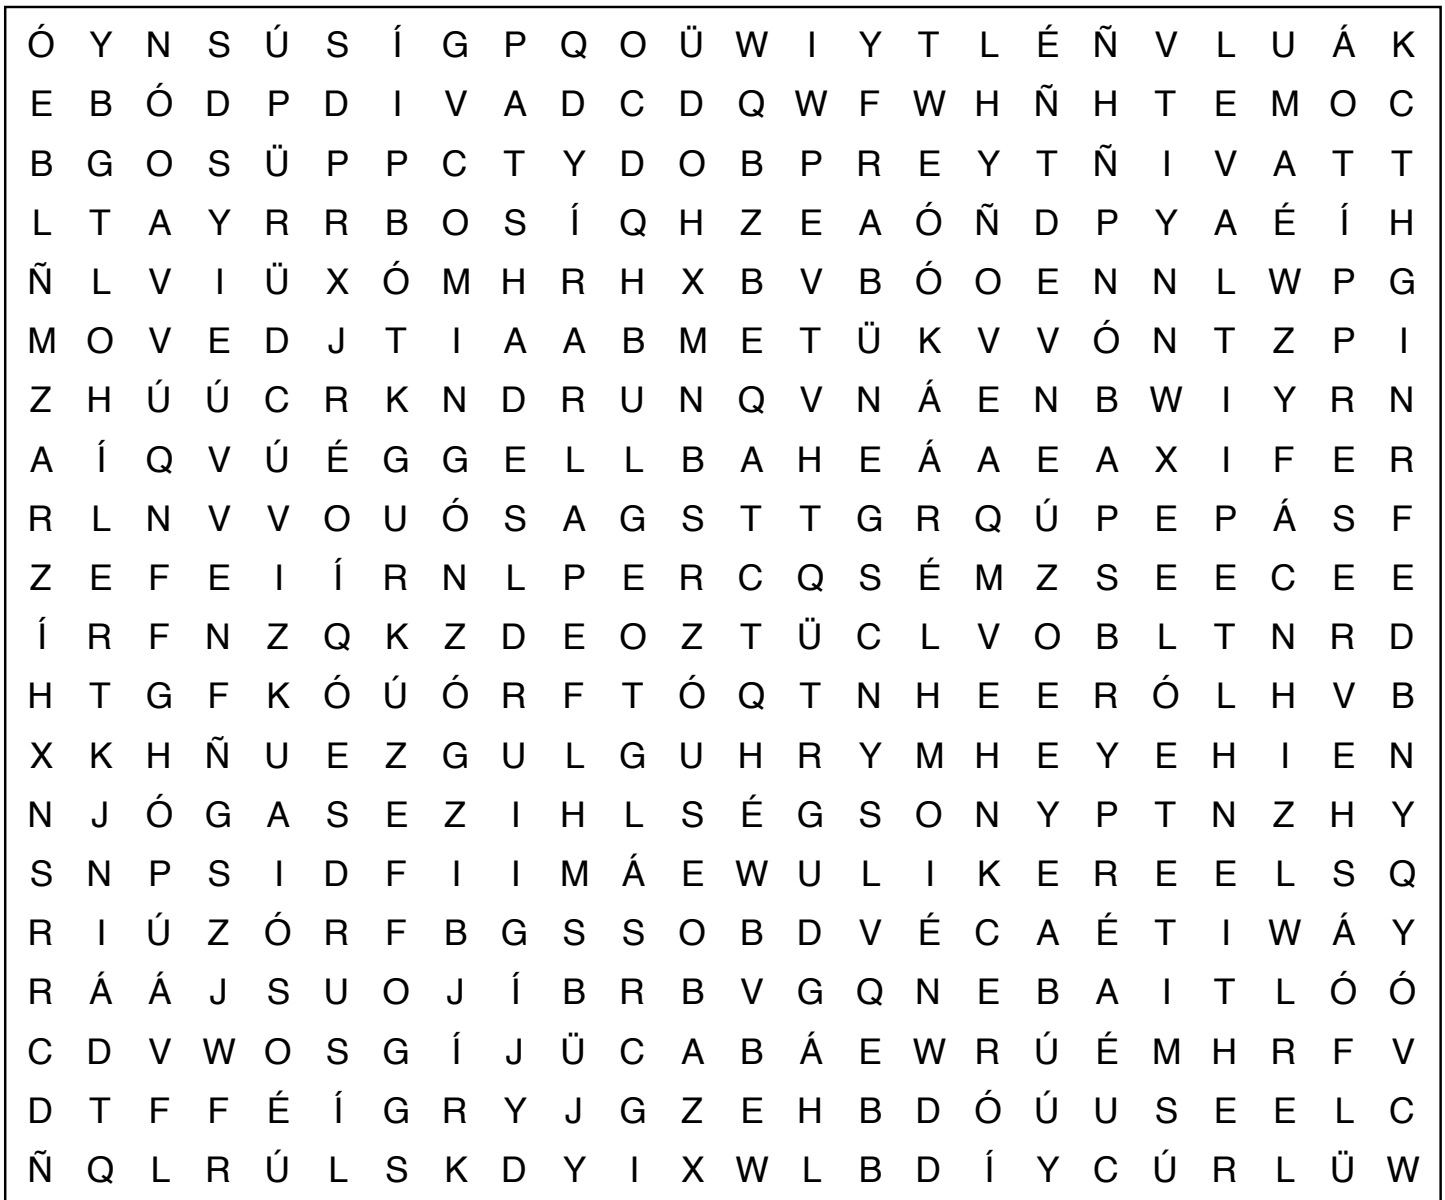 Ó Y N S Ú S Í G P Q O Ü W I Y T L É Ñ V L U Á K
E B Ó D P D I V A D C D Q W F W H Ñ H T E M O C
B G O S Ü P P C T Y D O B P R E Y T Ñ I V A T T
L T A Y R R B O S Í Q H Z E A Ó Ñ D P Y A É Í H
Ñ L V I Ü X Ó M H R H X B V B Ó O E N N L W P G
M O V E D J T I A A B M E T Ü K V V Ó N T Z P I
Z H Ú Ú C R K N D R U N Q V N Á E N B W I Y R N
A Í Q V Ú É G G E L L B A H E Á A E A X I F E R
R L N V V O U Ó S A G S T T G R Q Ú P E P Á S F
Z E F E I Í R N L P E R C Q S É M Z S E E C E E
Í R F N Z Q K Z D E O Z T Ü C L V O B L T N R D
H T G F K Ó Ú Ó R F T Ó Q T N H E E R Ó L H V B
X K H Ñ U E Z G U L G U H R Y M H E Y E H I E N
N J Ó G A S E Z I H L S É G S O N Y P T N Z H Y
S N P S I D F I I M Á E W U L I K E R E E L S Q
R I Ú Z Ó R F B G S S O B D V É C A É T I W Á Y
R Á Á J S U O J Í B R B V G Q N E B A I T L Ó Ó
C D V W O S G Í J Ü C A B Á E W R Ú É M H R F V
D T F F É Í G R Y J G Z E H B D Ó Ú U S E E L C
Ñ Q L R Ú L S K D Y I X W L B D Í Y C Ú R L Ü W